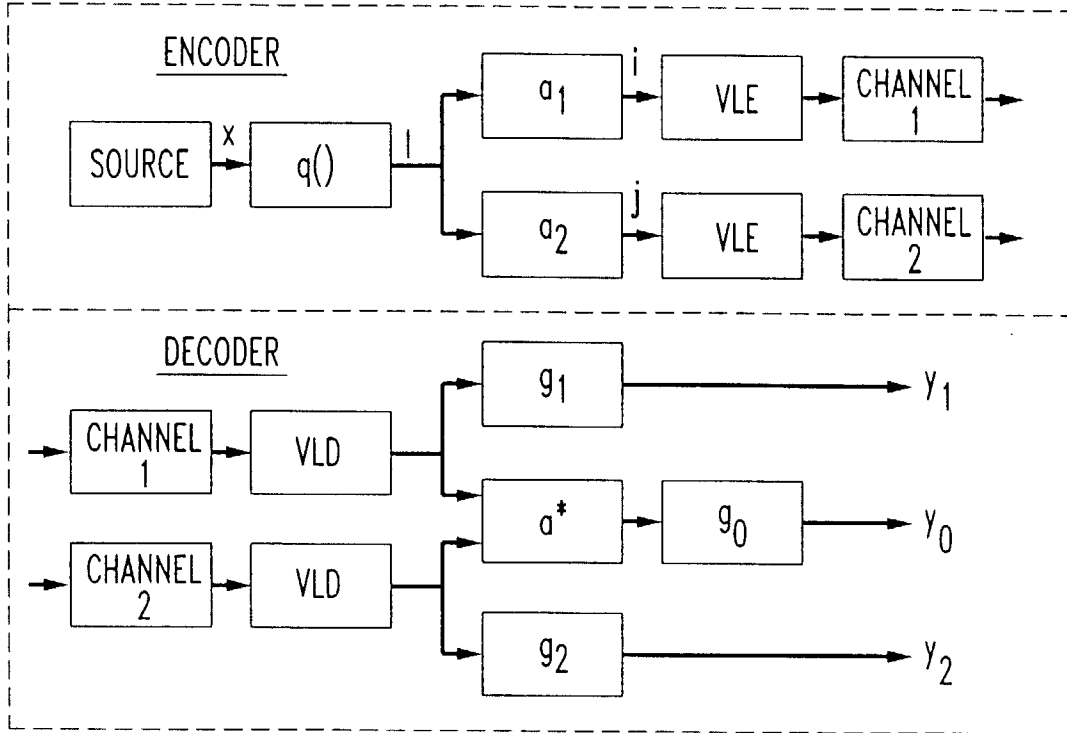 ENCODER
SOURCE
x
q()
l
a1
i
VLE
CHANNEL
1
a2
j
VLE
CHANNEL
2
DECODER
CHANNEL
1
VLD
CHANNEL
2
VLD
g1
y1
a*
g0
y0
g2
y2